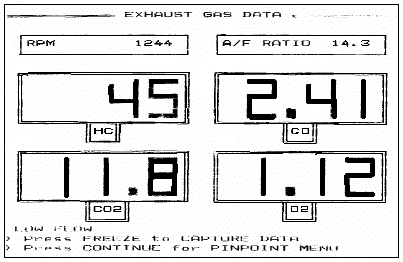 EXHAUST GAS DATA
RPM 1244 A/F RATIO 14.3
45 2.41
HC CO
11.8 1.12
CO2 O2
LOW FLOW
> Press FREEZE to CAPTURE DATA
> Press CONTINUE for PINPOINT MENU